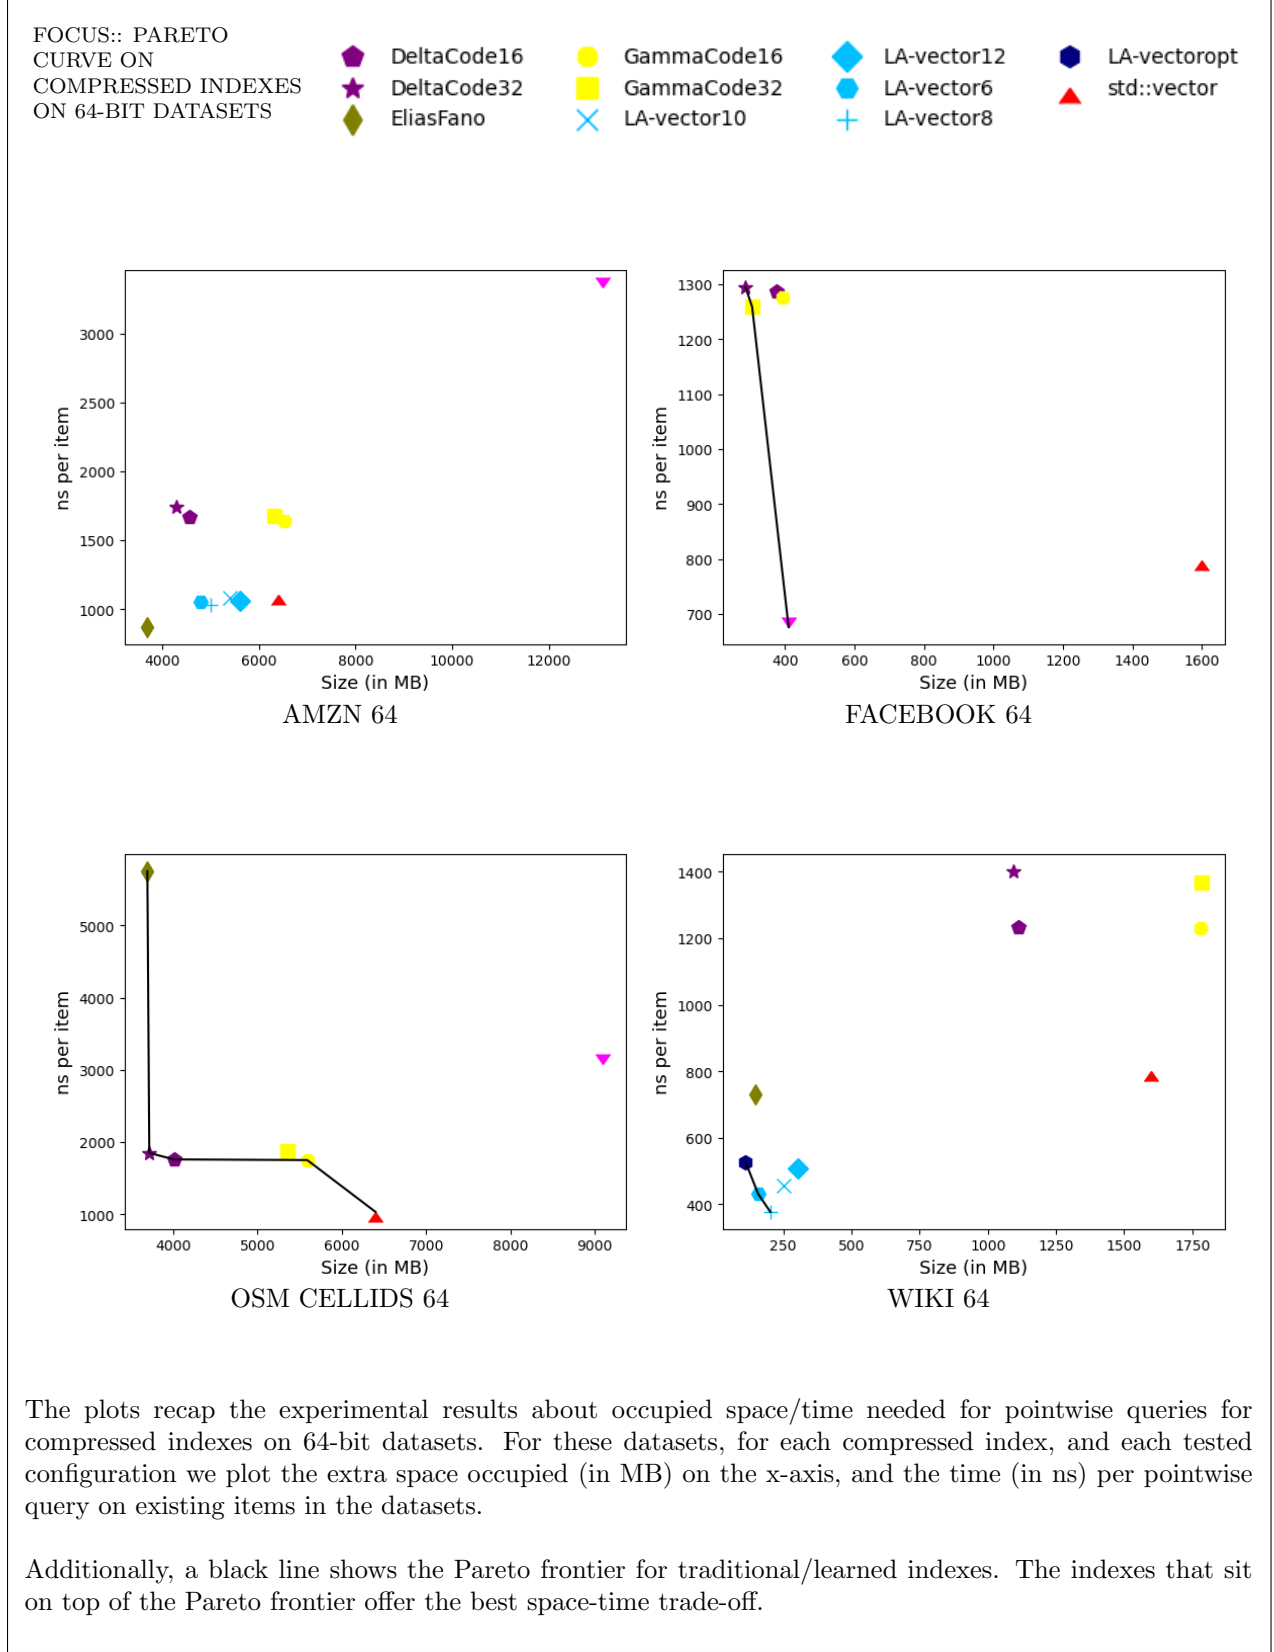 FOCUS:: PARETO
CURVE ON
COMPRESSED INDEXES
ON 64-BIT DATASETS
DeltaCode16
DeltaCode32
EliasFano
GammaCode16
GammaCode32
LA-vector10
LA-vector12
LA-vector6
LA-vector8
LA-vectoropt
std::vector
ns per item
3000
2500
2000
1500
1000
4000 6000 8000 10000 12000
Size (in MB)
AMZN 64
ns per item
1300
1200
1100
1000
900
800
700
400 600 800 1000 1200 1400 1600
Size (in MB)
FACEBOOK 64
ns per item
5000
4000
3000
2000
1000
4000 5000 6000 7000 8000 9000
Size (in MB)
OSM CELLIDS 64
ns per item
1400
1200
1000
800
600
400
250 500 750 1000 1250 1500 1750
Size (in MB)
WIKI 64
The plots recap the experimental results about occupied space/time needed for pointwise queries for
compressed indexes on 64-bit datasets. For these datasets, for each compressed index, and each tested
configuration we plot the extra space occupied (in MB) on the x-axis, and the time (in ns) per pointwise
query on existing items in the datasets.
Additionally, a black line shows the Pareto frontier for traditional/learned indexes. The indexes that sit
on top of the Pareto frontier offer the best space-time trade-off.